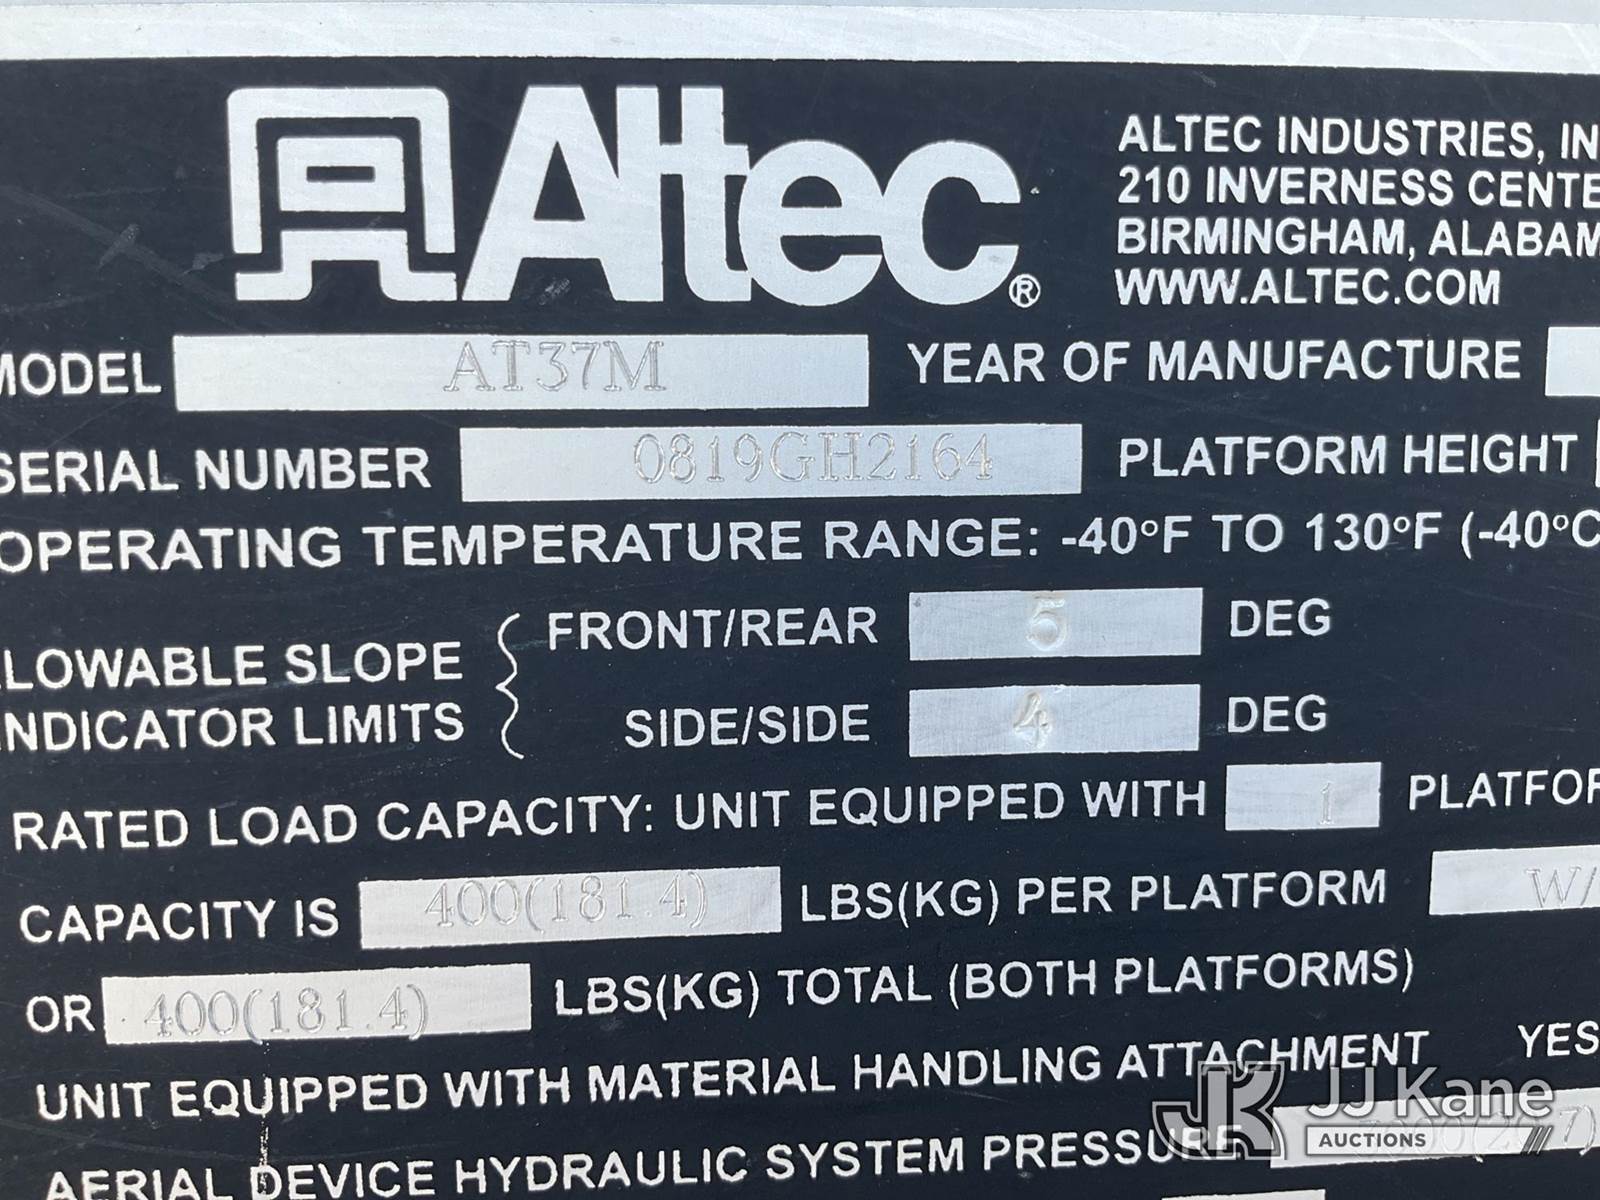 Altec®
ALTEC INDUSTRIES, IN
210 INVERNESS CENTE
BIRMINGHAM, ALABAM
WWW.ALTEC.COM
MODEL AT37M YEAR OF MANUFACTURE
SERIAL NUMBER 0819GH2164 PLATFORM HEIGHT
OPERATING TEMPERATURE RANGE: -40°F TO 130°F (-40°C
LLOWABLE SLOPE
INDICATOR LIMITS
FRONT/REAR 5 DEG
SIDE/SIDE 4 DEG
RATED LOAD CAPACITY: UNIT EQUIPPED WITH 1 PLATFOR
CAPACITY IS 400(181.4) LBS(KG) PER PLATFORM W/
OR 400(181.4) LBS(KG) TOTAL (BOTH PLATFORMS)
UNIT EQUIPPED WITH MATERIAL HANDLING ATTACHMENT YES
AERIAL DEVICE HYDRAULIC SYSTEM PRESSURE
JK JJ Kane
AUCTIONS